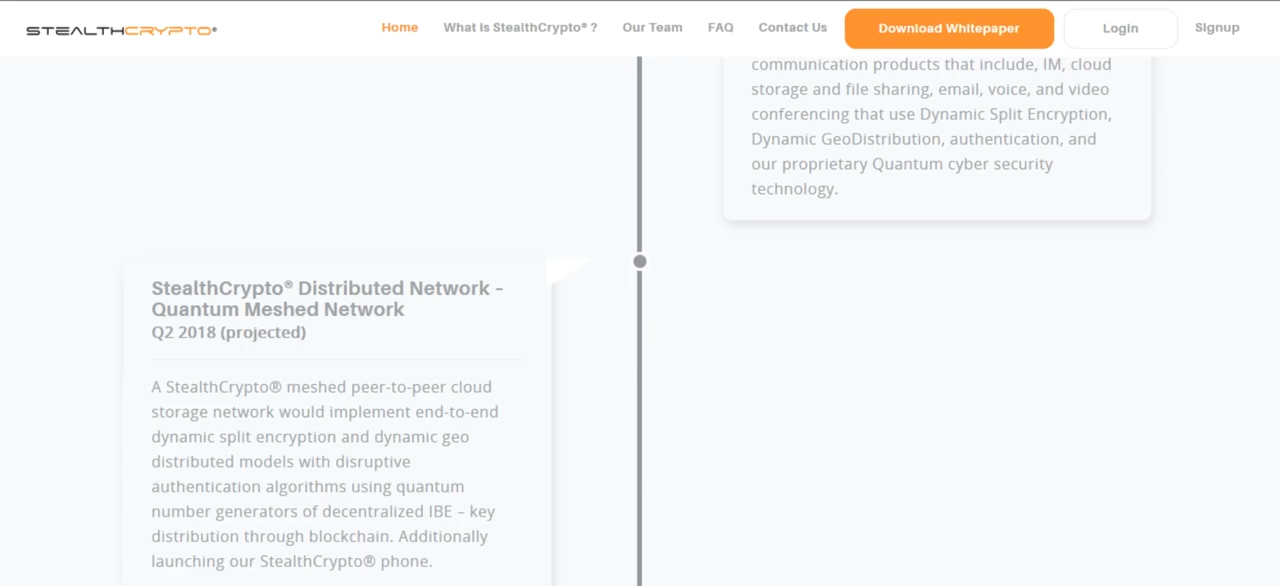 STEALTHCRYPTO®
Home What is StealthCrypto® ? Our Team FAQ Contact Us Download Whitepaper Login Signup
communication products that include, IM, cloud
storage and file sharing, email, voice, and video
conferencing that use Dynamic Split Encryption,
Dynamic GeoDistribution, authentication, and
our proprietary Quantum cyber security
technology.
StealthCrypto® Distributed Network –
Quantum Meshed Network
Q2 2018 (projected)
A StealthCrypto® meshed peer-to-peer cloud
storage network would implement end-to-end
dynamic split encryption and dynamic geo
distributed models with disruptive
authentication algorithms using quantum
number generators of decentralized IBE – key
distribution through blockchain. Additionally
launching our StealthCrypto® phone.